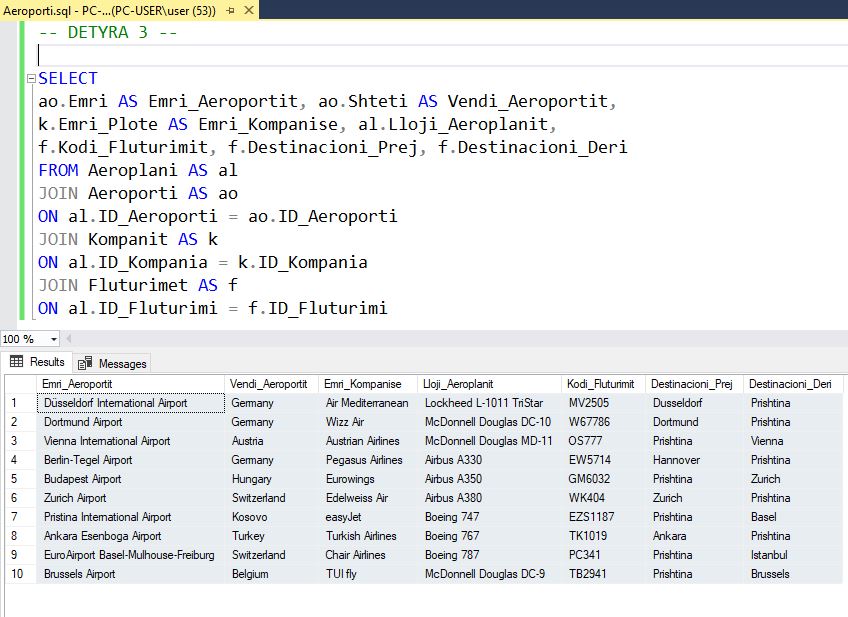 Aeroporti.sql - PC-...(PC-USER\user (53))
-- DETYRA 3 --
SELECT
ao.Emri AS Emri_Aeroportit, ao.Shteti AS Vendi_Aeroportit,
k.Emri_Plote AS Emri_Kompanise, al.Lloji_Aeroplanit,
f.Kodi_Fluturimit, f.Destinacioni_Prej, f.Destinacioni_Deri
FROM Aeroplani AS al
JOIN Aeroporti AS ao
ON al.ID_Aeroporti = ao.ID_Aeroporti
JOIN Kompanit AS k
ON al.ID_Kompania = k.ID_Kompania
JOIN Fluturimet AS f
ON al.ID_Fluturimi = f.ID_Fluturimi
100 %
Results Messages
Emri_Aeroportit Vendi_Aeroportit Emri_Kompanise Lloji_Aeroplanit Kodi_Fluturimit Destinacioni_Prej Destinacioni_Deri
1 Düsseldorf International Airport Germany Air Mediterranean Lockheed L-1011 TriStar MV2505 Dusseldorf Prishtina
2 Dortmund Airport Germany Wizz Air McDonnell Douglas DC-10 W67786 Dortmund Prishtina
3 Vienna International Airport Austria Austrian Airlines McDonnell Douglas MD-11 OS777 Prishtina Vienna
4 Berlin-Tegel Airport Germany Pegasus Airlines Airbus A330 EW5714 Hannover Prishtina
5 Budapest Airport Hungary Eurowings Airbus A350 GM6032 Prishtina Zurich
6 Zurich Airport Switzerland Edelweiss Air Airbus A380 WK404 Zurich Prishtina
7 Pristina International Airport Kosovo easyJet Boeing 747 EZS1187 Prishtina Basel
8 Ankara Esenboga Airport Turkey Turkish Airlines Boeing 767 TK1019 Ankara Prishtina
9 EuroAirport Basel-Mulhouse-Freiburg Switzerland Chair Airlines Boeing 787 PC341 Prishtina Istanbul
10 Brussels Airport Belgium TUI fly McDonnell Douglas DC-9 TB2941 Prishtina Brussels